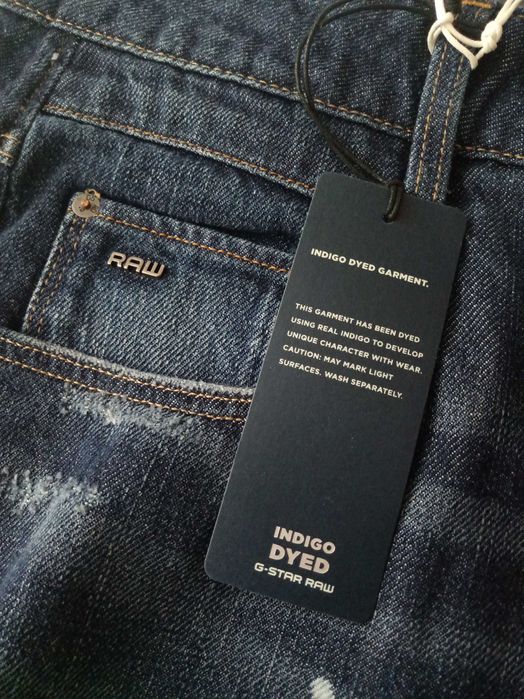 RAW
INDIGO DYED GARMENT.
THIS GARMENT HAS BEEN DYED
USING REAL INDIGO TO DEVELOP
UNIQUE CHARACTER WITH WEAR.
CAUTION: MAY MARK LIGHT
SURFACES. WASH SEPARATELY.
INDIGO
DYED
G-STAR RAW